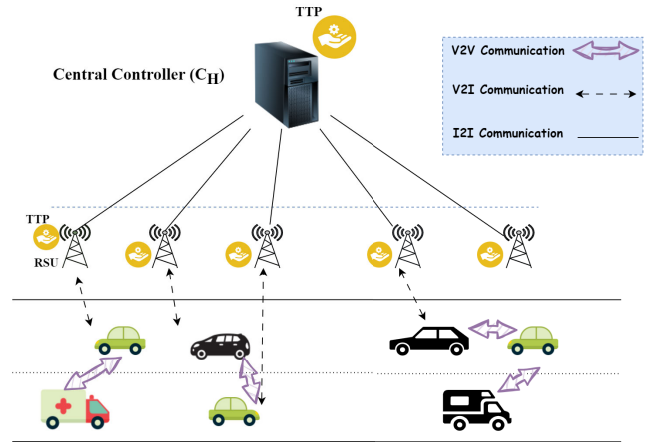 TTP
Central Controller (CH)
V2V Communication
V2I Communication
I2I Communication
TTP
RSU